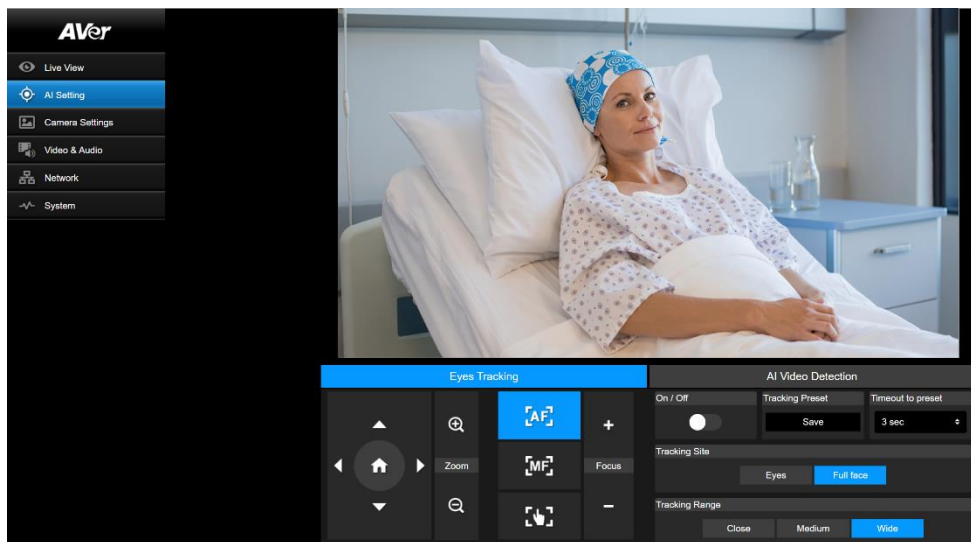 AVer
Live View
AI Setting
Camera Settings
Video & Audio
Network
System
Eyes Tracking
AI Video Detection
Zoom
AF
MF
+
Focus
−
On / Off
Tracking Preset
Timeout to preset
Save
3 sec
Tracking Site
Eyes
Full face
Tracking Range
Close
Medium
Wide